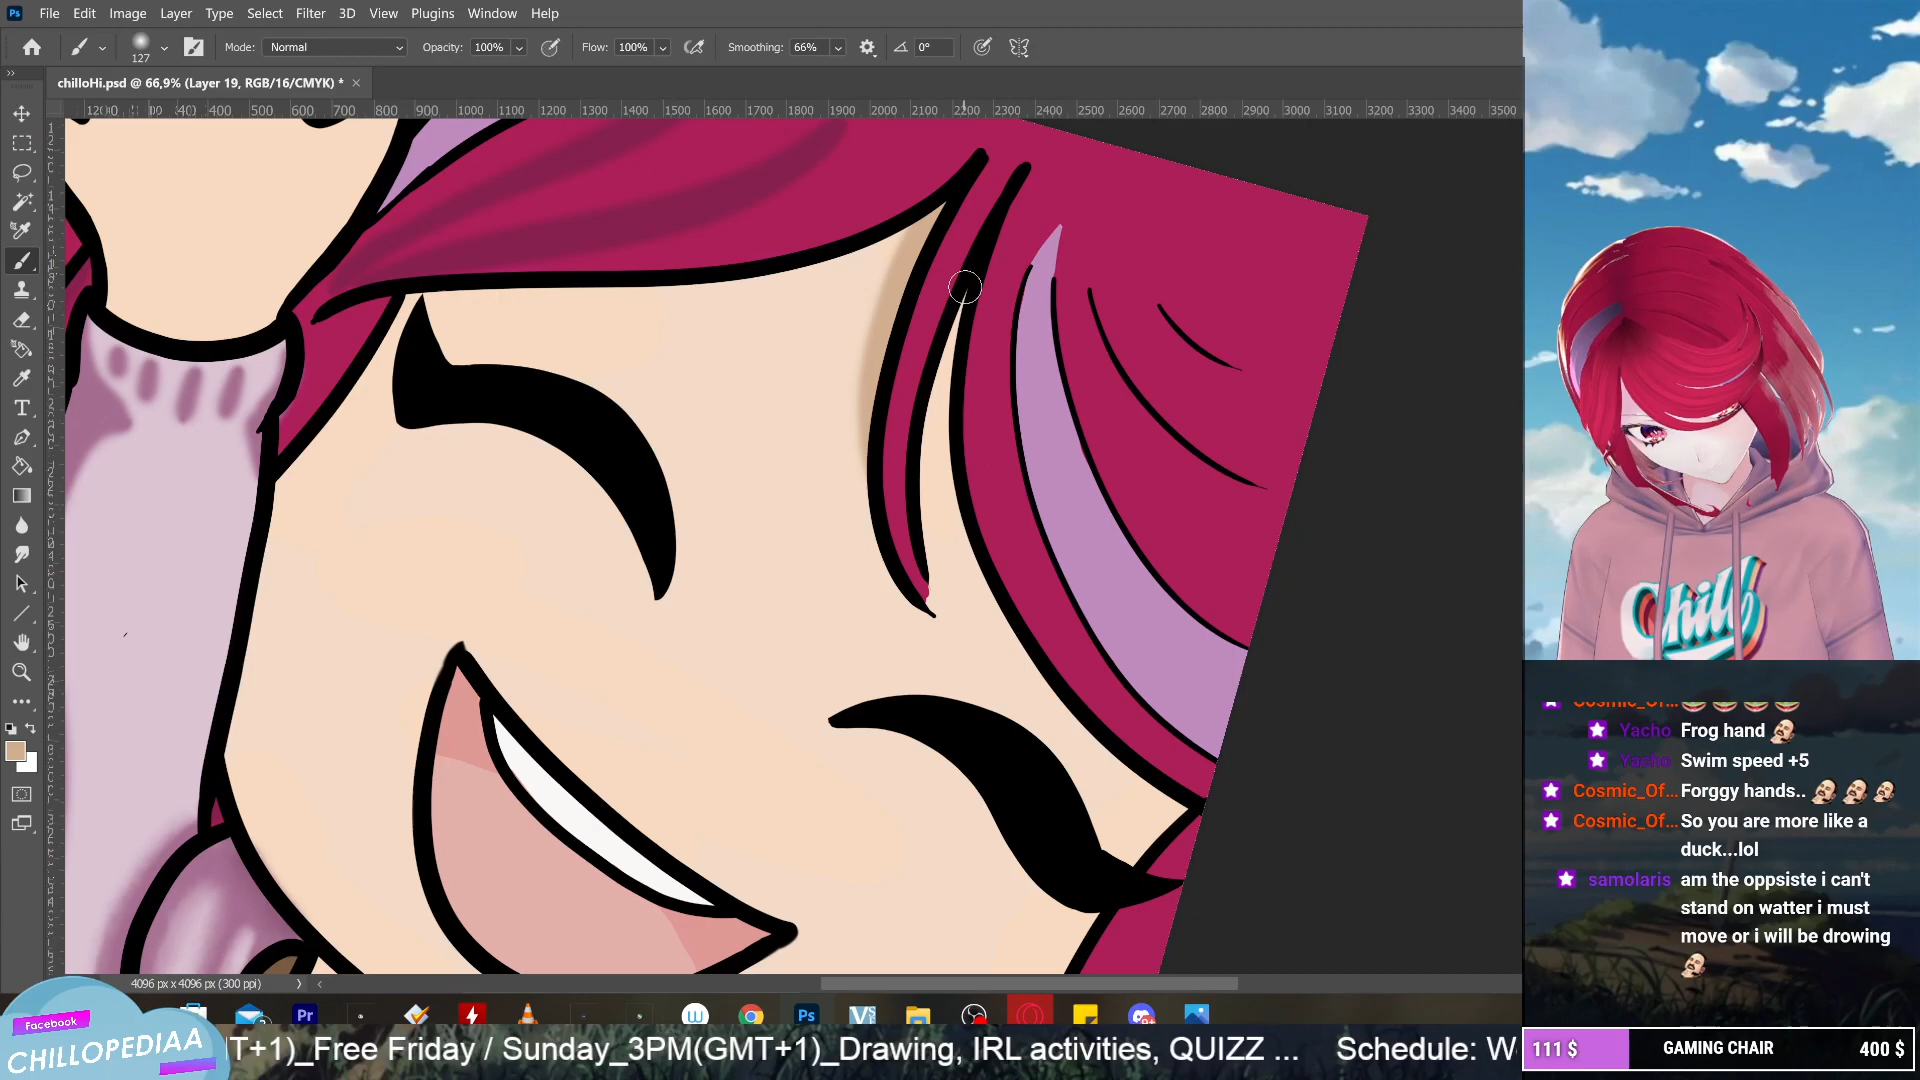 Ps File Edit Image Layer Type Select Filter 3D View Plugins Window Help
127 Mode: Normal Opacity: 100% Flow: 100% Smoothing: 66% 0°
chilloHi.psd @ 66,9% (Layer 19, RGB/16/CMYK) * ×
400 500 600 700 800 900 1000 1100 1200 1300 1400 1500 1600 1700 1800 1900 2000 2100 2200 2300 2400 2500 2600 2700 2800 2900 3000 3100 3200 3300 3400 3500
Chill
Yacho Frog hand
Yacho Swim speed +5
Cosmic_Of... Forggy hands..
Cosmic_Of... So you are more like a
duck...lol
samolaris am the oppsiste i can't
stand on watter i must
move or i will be drowing
4096 px x 4096 px (300 ppi)
Pr Ps
Facebook
CHILLOPEDIAA
T+1)_Free Friday / Sunday_3PM(GMT+1)_Drawing, IRL activities, QUIZZ ... Schedule: W
111 $ GAMING CHAIR 400 $